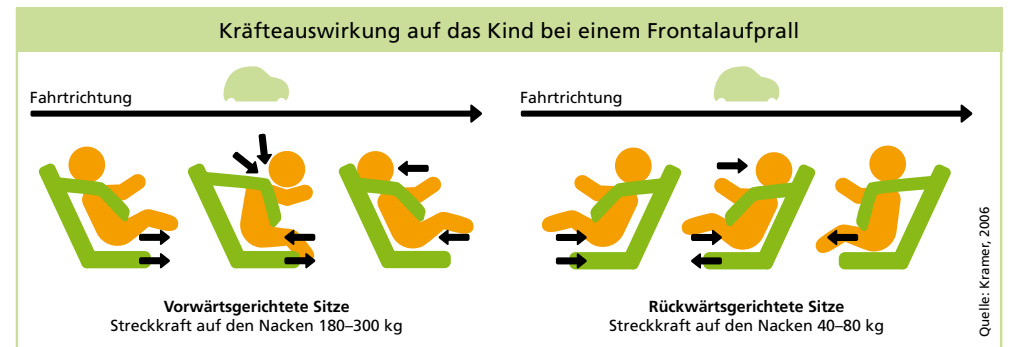 Kräfteauswirkung auf das Kind bei einem Frontalaufprall
Fahrtrichtung
Fahrtrichtung
Vorwärtsgerichtete Sitze
Streckkraft auf den Nacken 180–300 kg
Rückwärtsgerichtete Sitze
Streckkraft auf den Nacken 40–80 kg
Quelle: Kramer, 2006